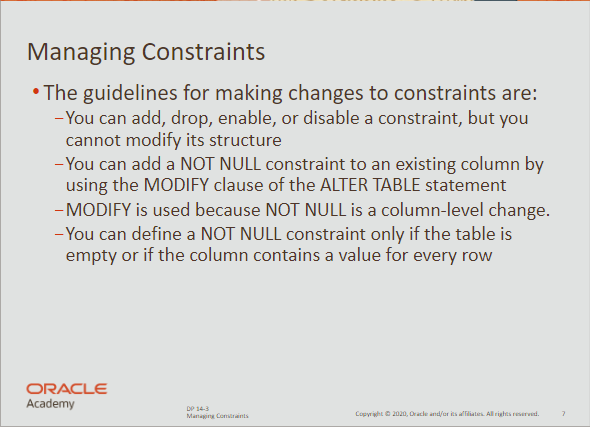 Managing Constraints
•The guidelines for making changes to constraints are:
–You can add, drop, enable, or disable a constraint, but you
cannot modify its structure
–You can add a NOT NULL constraint to an existing column by
using the MODIFY clause of the ALTER TABLE statement
–MODIFY is used because NOT NULL is a column-level change.
–You can define a NOT NULL constraint only if the table is
empty or if the column contains a value for every row
ORACLE
Academy
DP 14-3
Managing Constraints
Copyright © 2020, Oracle and/or its affiliates. All rights reserved.
7